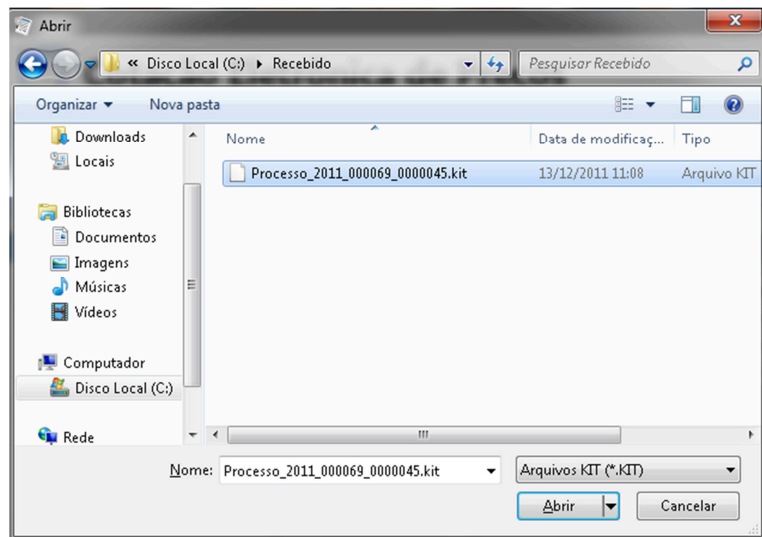 Abrir
« Disco Local (C:) Recebido
Pesquisar Recebido
Organizar
Nova pasta
Downloads
Locais
Bibliotecas
Documentos
Imagens
Músicas
Vídeos
Computador
Disco Local (C:)
Rede
Nome Data de modificaç... Tipo
Processo_2011_000069_0000045.kit 13/12/2011 11:08 Arquivo KIT
Nome: Processo_2011_000069_0000045.kit Arquivos KIT (*.KIT)
Abrir Cancelar